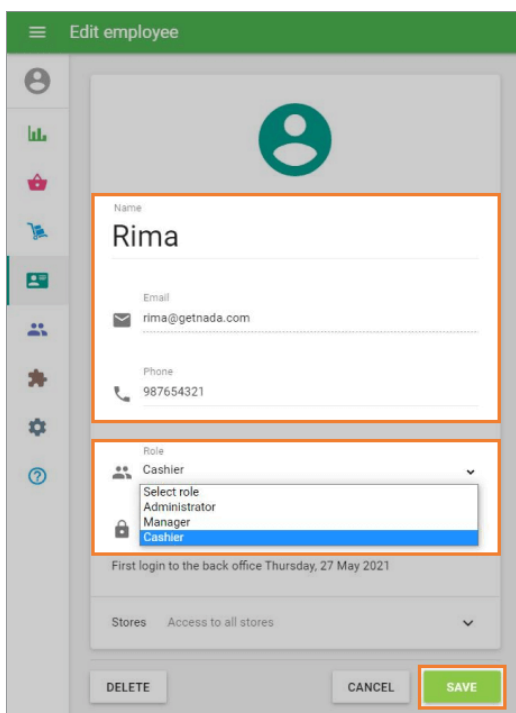 Edit employee
Name
Rima
Email
rima@getnada.com
Phone
987654321
Role
Cashier
Select role
Administrator
Manager
Cashier
First login to the back office Thursday, 27 May 2021
Stores Access to all stores
DELETE CANCEL SAVE